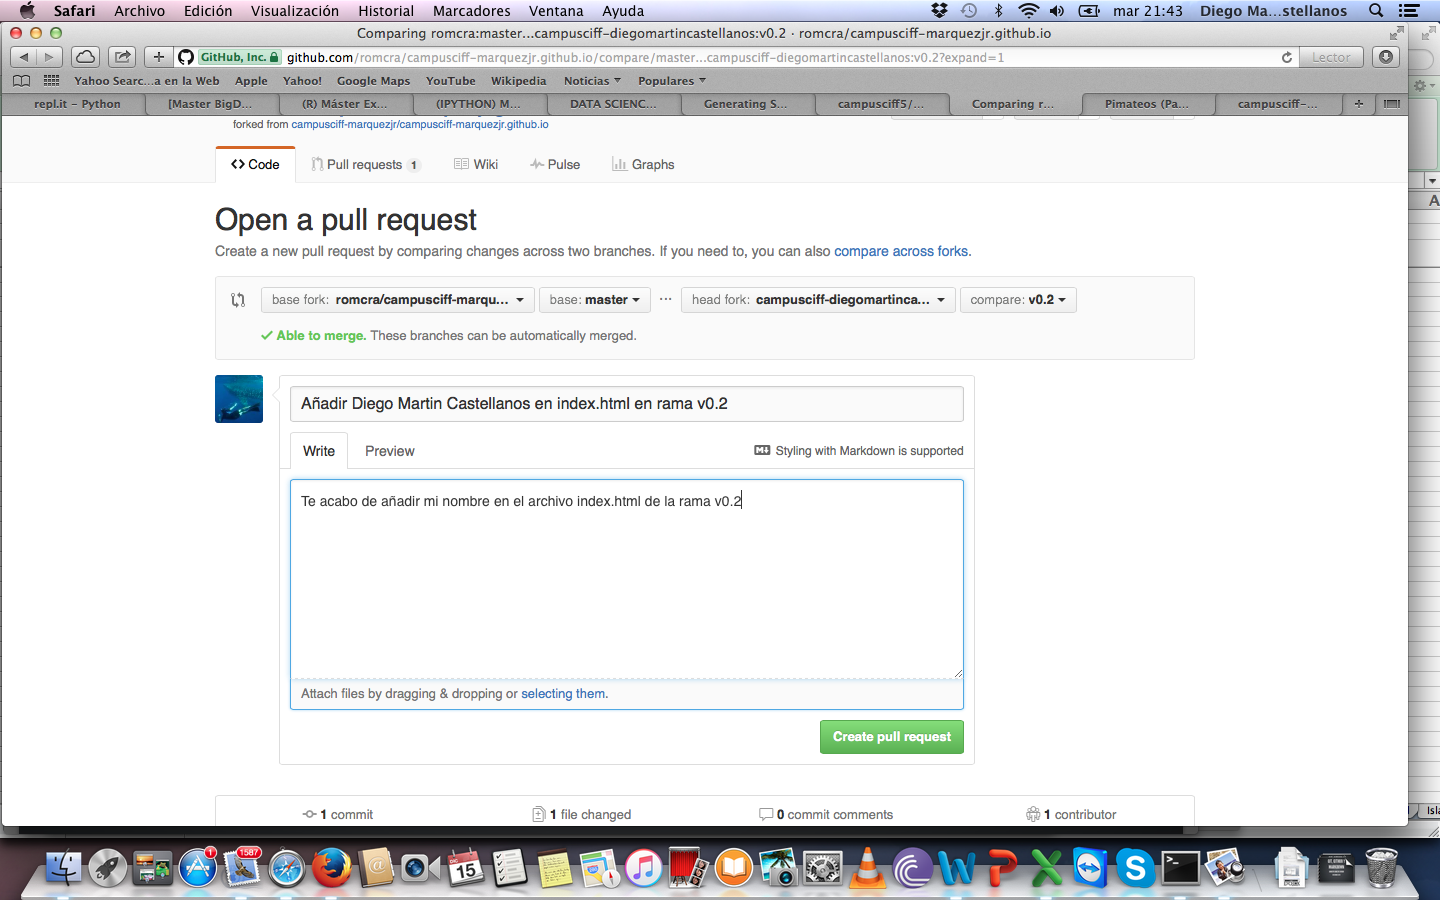 Safari Archivo Edición Visualización Historial Marcadores Ventana Ayuda mar 21:43 Diego Ma...stellanos
Comparing romcra:master...campusciff-diegomartincastellanos:v0.2 · romcra/campusciff-marquezjr.github.io
GitHub, Inc. github.com/romcra/campusciff-marquezjr.github.io/compare/master...campusciff-diegomartincastellanos:v0.2?expand=1 Lector
Yahoo Searc...a en la Web Apple Yahoo! Google Maps YouTube Wikipedia Noticias Populares
repl.it - Python [Master BigD... (R) Máster Ex... (IPYTHON) M... DATA SCIENC... Generating S... campusciff5/... Comparing r... Pimateos (Pa... campusciff-... +
forked from campusciff-marquezjr/campusciff-marquezjr.github.io
Code Pull requests 1 Wiki Pulse Graphs
Open a pull request
Create a new pull request by comparing changes across two branches. If you need to, you can also compare across forks.
base fork: romcra/campusciff-marqu... base: master ... head fork: campusciff-diegomartinca... compare: v0.2
Able to merge. These branches can be automatically merged.
Añadir Diego Martin Castellanos en index.html en rama v0.2
Write Preview Styling with Markdown is supported
Te acabo de añadir mi nombre en el archivo index.html de la rama v0.2
Attach files by dragging & dropping or selecting them.
Create pull request
1 commit 1 file changed 0 commit comments 1 contributor
A
Isla
1
1587
DIC
15